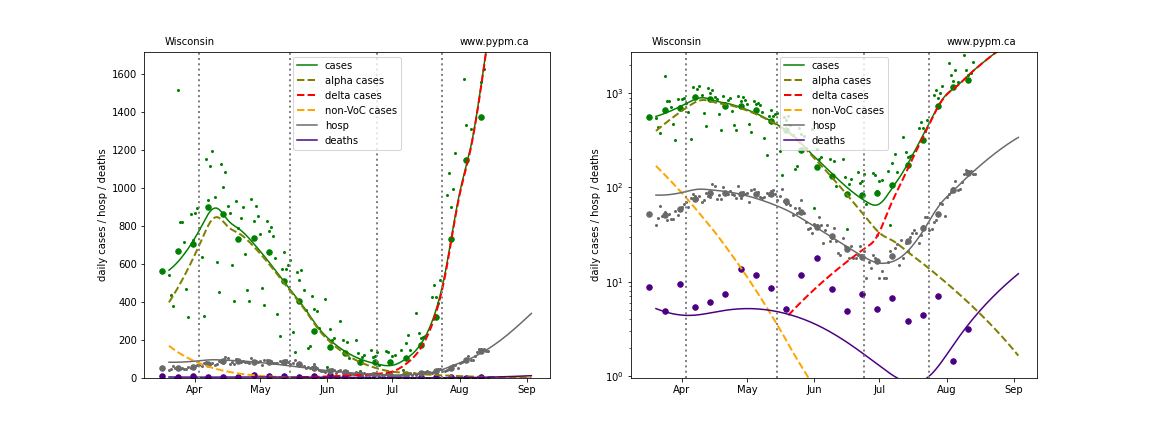 Wisconsin www.pypm.ca
daily cases / hosp / deaths
1600
1400
1200
1000
800
600
400
200
0
cases
alpha cases
delta cases
non-VoC cases
hosp
deaths
Apr May Jun Jul Aug Sep
Wisconsin www.pypm.ca
daily cases / hosp / deaths
10³
10²
10¹
10⁰
cases
alpha cases
delta cases
non-VoC cases
hosp
deaths
Apr May Jun Jul Aug Sep